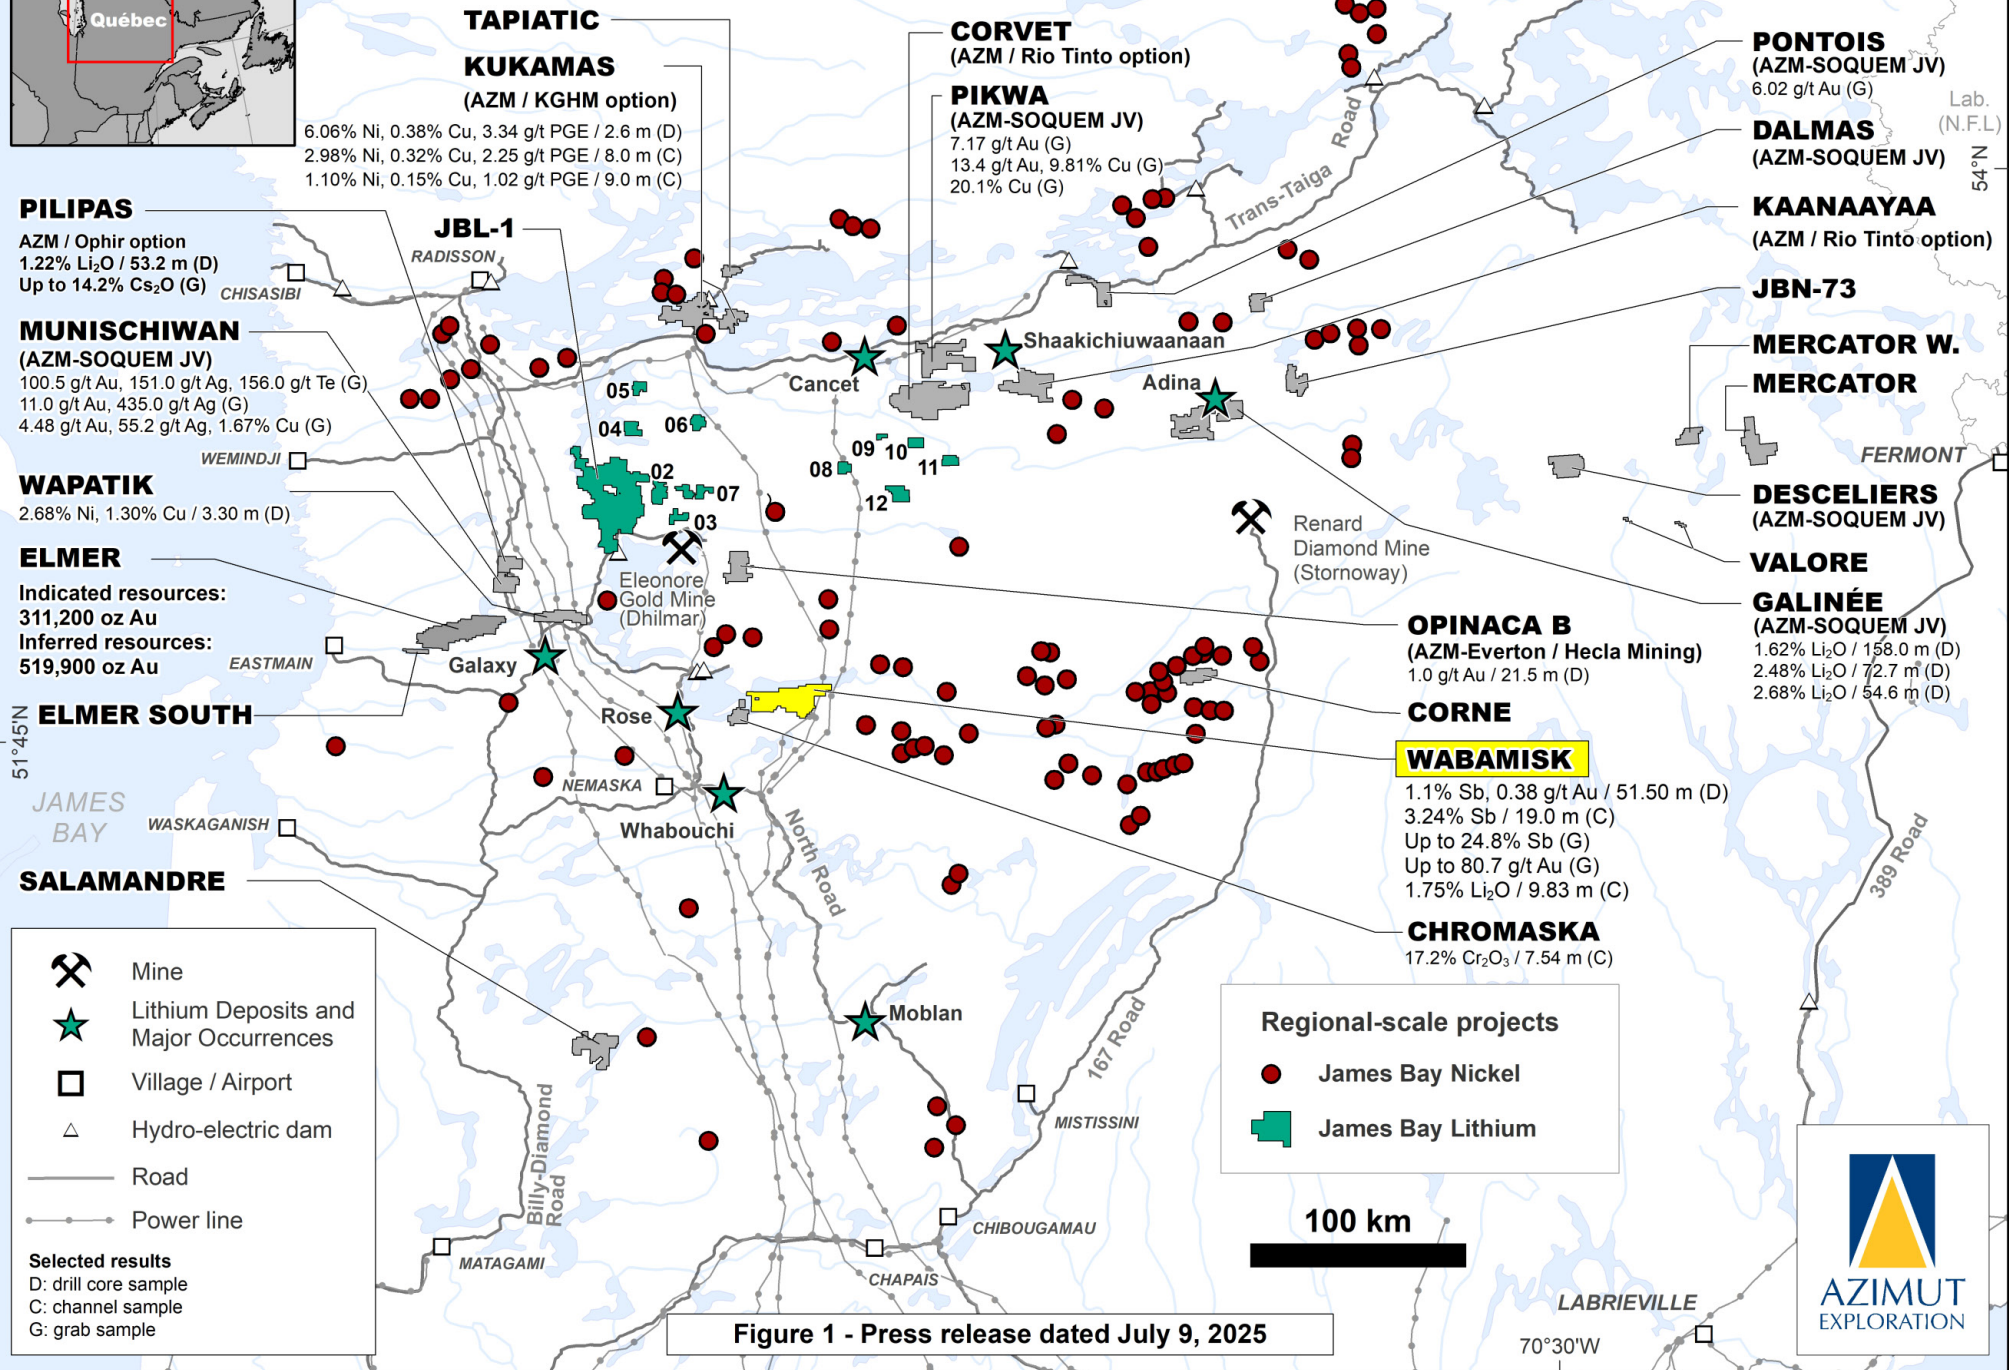 Québec
TAPIATIC
KUKAMAS
(AZM / KGHM option)
6.06% Ni, 0.38% Cu, 3.34 g/t PGE / 2.6 m (D)
2.98% Ni, 0.32% Cu, 2.25 g/t PGE / 8.0 m (C)
1.10% Ni, 0.15% Cu, 1.02 g/t PGE / 9.0 m (C)
CORVET
(AZM / Rio Tinto option)
PIKWA
(AZM-SOQUEM JV)
7.17 g/t Au (G)
13.4 g/t Au, 9.81% Cu (G)
20.1% Cu (G)
PONTOIS
(AZM-SOQUEM JV)
6.02 g/t Au (G)
Lab.
(N.F.L)
54°N
DALMAS
(AZM-SOQUEM JV)
KAANAAYAA
(AZM / Rio Tinto option)
JBN-73
MERCATOR W.
MERCATOR
FERMONT
DESCELIERS
(AZM-SOQUEM JV)
VALORE
GALINÉE
(AZM-SOQUEM JV)
1.62% Li₂O / 158.0 m (D)
2.48% Li₂O / 72.7 m (D)
2.68% Li₂O / 54.6 m (D)
PILIPAS
AZM / Ophir option
1.22% Li₂O / 53.2 m (D)
Up to 14.2% Cs₂O (G)
JBL-1
RADISSON
CHISASIBI
MUNISCHIWAN
(AZM-SOQUEM JV)
100.5 g/t Au, 151.0 g/t Ag, 156.0 g/t Te (G)
11.0 g/t Au, 435.0 g/t Ag (G)
4.48 g/t Au, 55.2 g/t Ag, 1.67% Cu (G)
WEMINDJI
WAPATIK
2.68% Ni, 1.30% Cu / 3.30 m (D)
ELMER
Indicated resources:
311,200 oz Au
Inferred resources:
519,900 oz Au
EASTMAIN
ELMER SOUTH
51°45'N
JAMES
BAY
WASKAGANISH
SALAMANDRE
Trans-Taiga Road
Shaakichiuwaanaan
Cancet
Adina
05
04
06
02
07
03
08
09
10
11
12
Eleonore
Gold Mine
(Dhilmar)
Renard
Diamond Mine
(Stornoway)
Galaxy
Rose
NEMASKA
Whabouchi
North Road
Moblan
167 Road
389 Road
Billy-Diamond
Road
MISTISSINI
CHIBOUGAMAU
CHAPAIS
MATAGAMI
LABRIEVILLE
70°30'W
OPINACA B
(AZM-Everton / Hecla Mining)
1.0 g/t Au / 21.5 m (D)
CORNE
WABAMISK
1.1% Sb, 0.38 g/t Au / 51.50 m (D)
3.24% Sb / 19.0 m (C)
Up to 24.8% Sb (G)
Up to 80.7 g/t Au (G)
1.75% Li₂O / 9.83 m (C)
CHROMASKA
17.2% Cr₂O₃ / 7.54 m (C)
Mine
Lithium Deposits and
Major Occurrences
Village / Airport
Hydro-electric dam
Road
Power line
Selected results
D: drill core sample
C: channel sample
G: grab sample
Regional-scale projects
James Bay Nickel
James Bay Lithium
100 km
Figure 1 - Press release dated July 9, 2025
AZIMUT
EXPLORATION